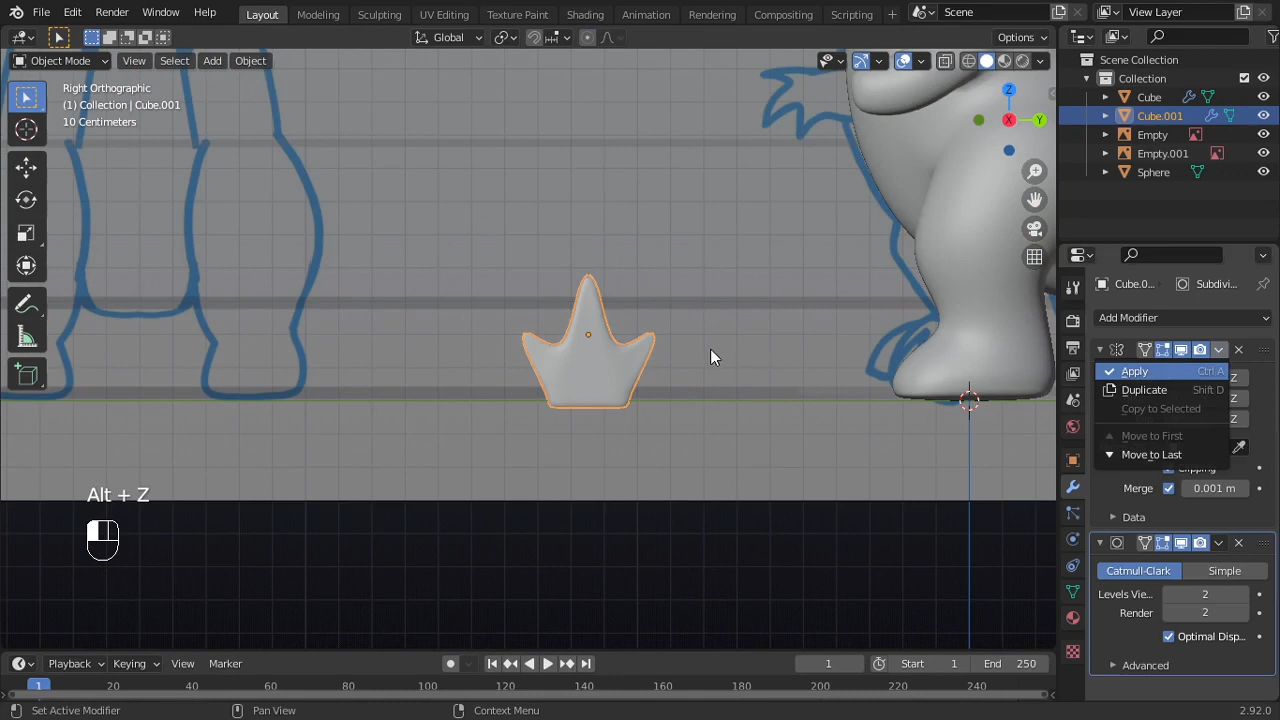 File Edit Render Window Help Layout Modeling Sculpting UV Editing Texture Paint Shading Animation Rendering Compositing Scripting + Scene View Layer
Global Options
Object Mode View Select Add Object
Scene Collection
Right Orthographic
(1) Collection | Cube.001
10 Centimeters
Collection
Cube
Cube.001
Empty
Empty.001
Sphere
Z
X
Y
Cube.0... Subdivi...
Add Modifier
Apply Ctrl A
Duplicate Shift D
Copy to Selected
Move to First
Move to Last
Z
Z
Z
Clipping
Merge 0.001 m
Data
Catmull-Clark Simple
Levels Vie... 2
Render 2
Optimal Disp...
Advanced
Alt + Z
Playback Keying View Marker 1 Start 1 End 250
1 20 40 60 80 100 120 140 160 180 200 220 240
Set Active Modifier Pan View Context Menu 2.92.0